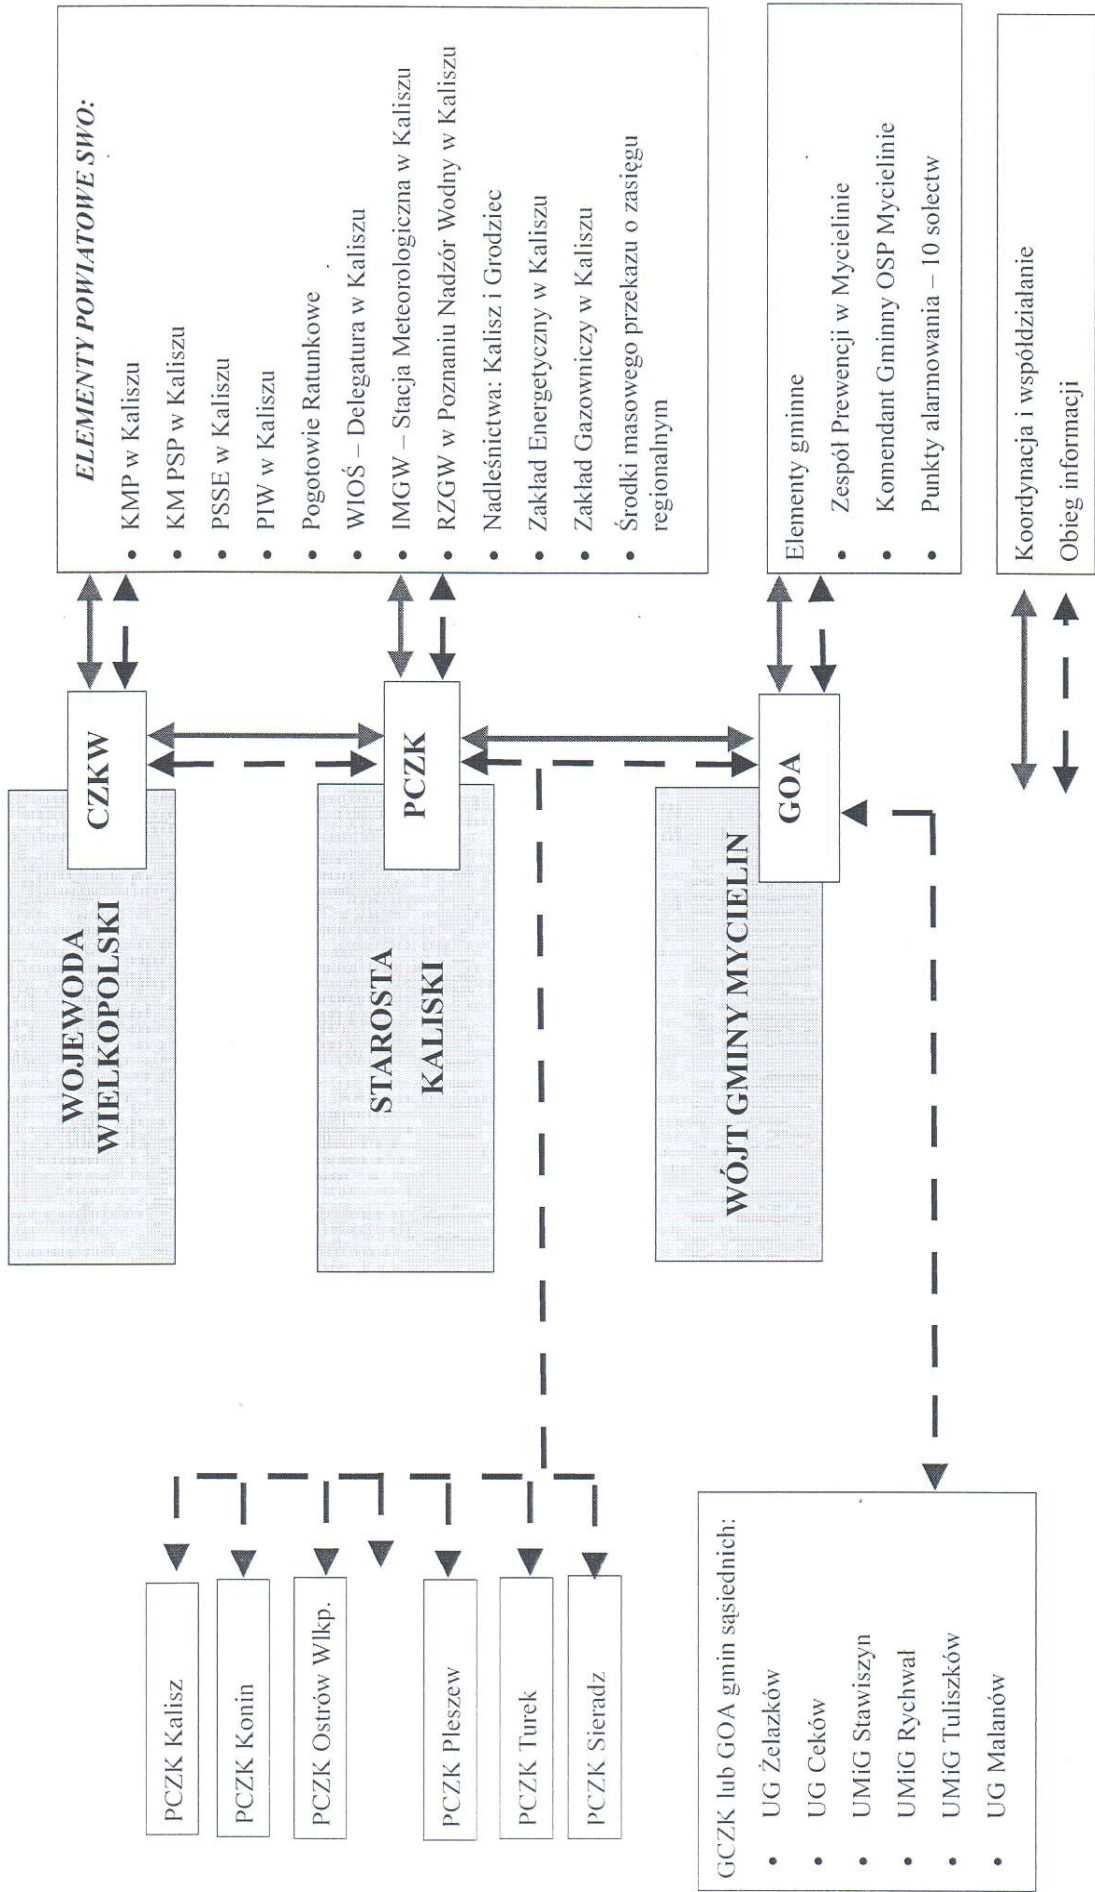 PCZK Kalisz
PCZK Konin
PCZK Ostrów Wlkp.
PCZK Pleszew
PCZK Turek
PCZK Sieradz
GCZK lub GOA gmin sąsiednich:
• UG Żelazków
• UG Ceków
• UMiG Stawiszyn
• UMiG Rychwał
• UMiG Tuliszków
• UG Malanów
WOJEWODA
WIELKOPOLSKI
CZKW
STAROSTA
KALISKI
PCZK
WÓJT GMINY MYCIELIN
GOA
ELEMENTY POWIATOWE SWO:
• KMP w Kaliszu
• KM PSP w Kaliszu
• PSSE w Kaliszu
• PIW w Kaliszu
• Pogotowie Ratunkowe
• WIOŚ – Delegatura w Kaliszu
• IMGW – Stacja Meteorologiczna w Kaliszu
• RZGW w Poznaniu Nadzór Wodny w Kaliszu
• Nadleśnictwa: Kalisz i Grodziec
• Zakład Energetyczny w Kaliszu
• Zakład Gazowniczy w Kaliszu
• Środki masowego przekazu o zasięgu
regionalnym
Elementy gminne
• Zespół Prewencji w Mycielinie
• Komendant Gminny OSP Mycielinie
• Punkty alarmowania – 10 sołectw
Koordynacja i współdziałanie
Obieg informacji